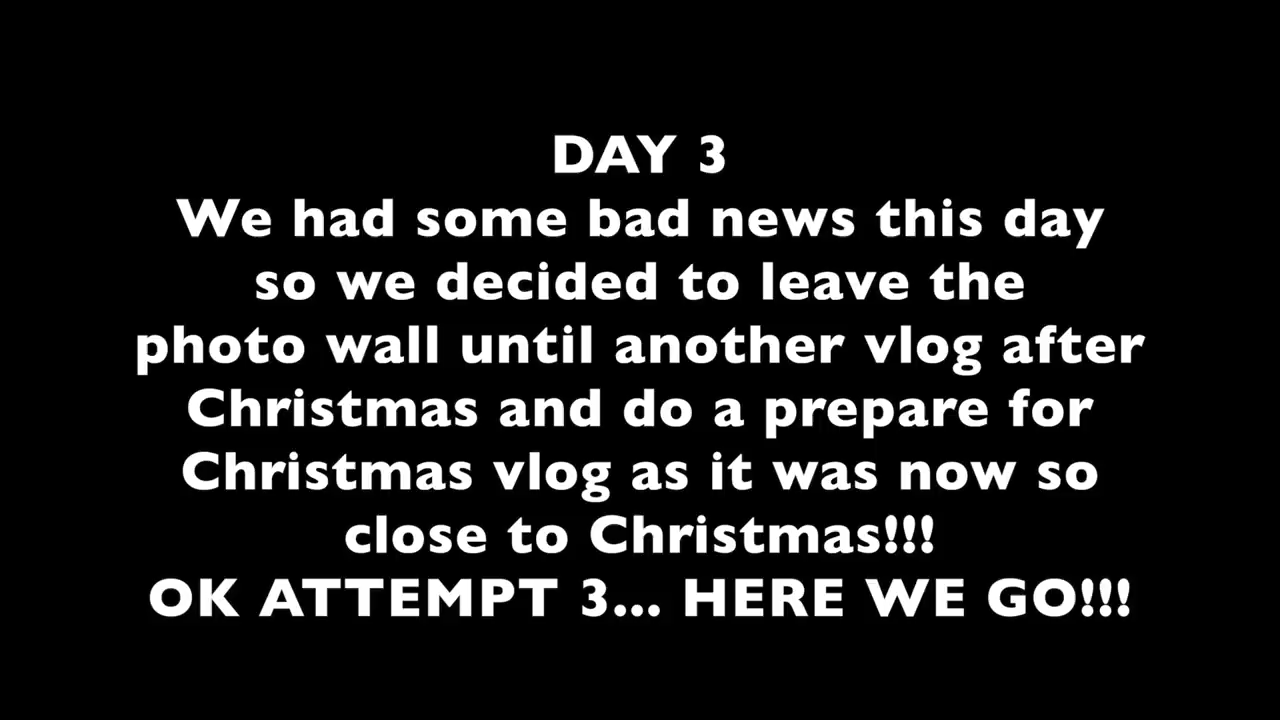 DAY 3
We had some bad news this day
so we decided to leave the
photo wall until another vlog after
Christmas and do a prepare for
Christmas vlog as it was now so
close to Christmas!!!
OK ATTEMPT 3... HERE WE GO!!!